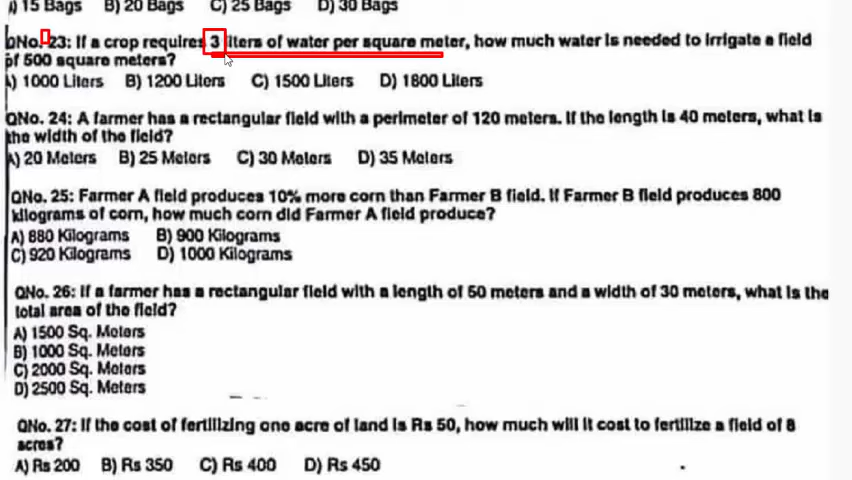 A) 15 Bags B) 20 Bags C) 25 Bags D) 30 Bags
QNo. 23: If a crop requires 3 liters of water per square meter, how much water is needed to irrigate a field
of 500 square meters?
A) 1000 Liters B) 1200 Liters C) 1500 Liters D) 1800 Liters
QNo. 24: A farmer has a rectangular field with a perimeter of 120 meters. If the length is 40 meters, what is
the width of the field?
A) 20 Meters B) 25 Meters C) 30 Meters D) 35 Meters
QNo. 25: Farmer A field produces 10% more corn than Farmer B field. If Farmer B field produces 800
kilograms of corn, how much corn did Farmer A field produce?
A) 880 Kilograms B) 900 Kilograms
C) 920 Kilograms D) 1000 Kilograms
QNo. 26: If a farmer has a rectangular field with a length of 50 meters and a width of 30 meters, what is the
total area of the field?
A) 1500 Sq. Meters
B) 1000 Sq. Meters
C) 2000 Sq. Meters
D) 2500 Sq. Meters
QNo. 27: If the cost of fertilizing one acre of land is Rs 50, how much will it cost to fertilize a field of 8
acres?
A) Rs 200 B) Rs 350 C) Rs 400 D) Rs 450